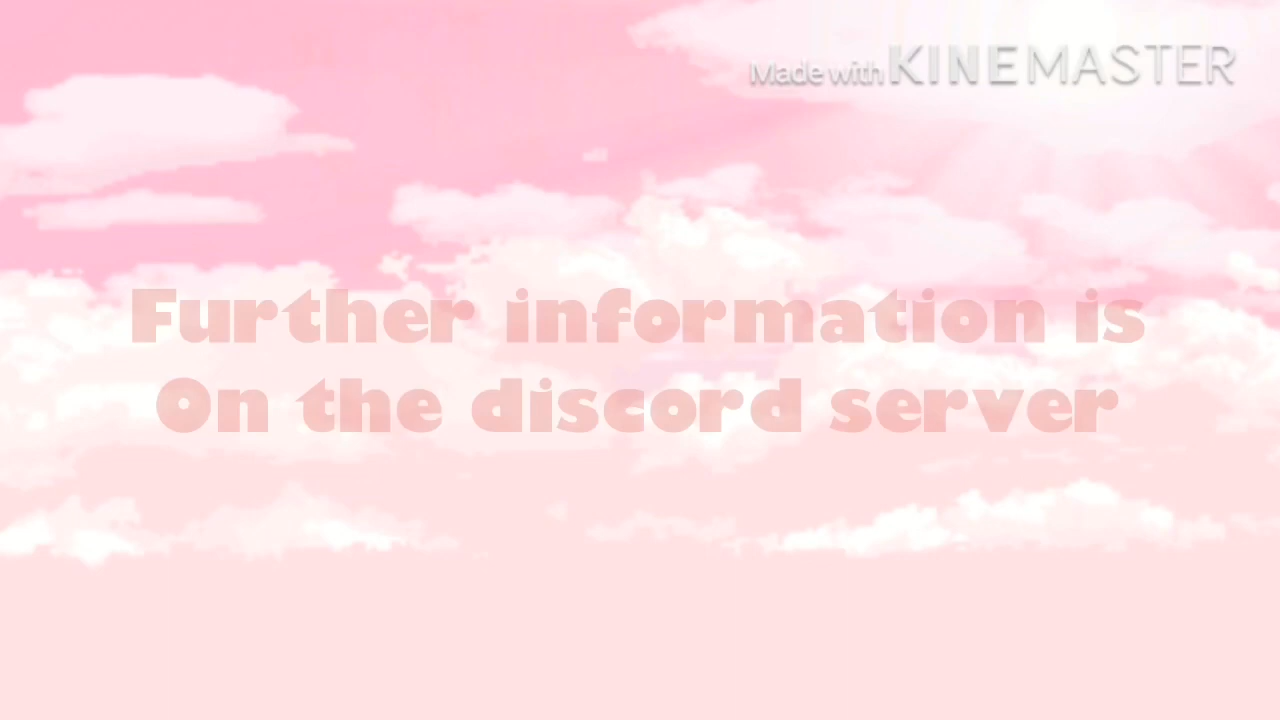 Made with KINEMASTER
Further information is
On the discord server